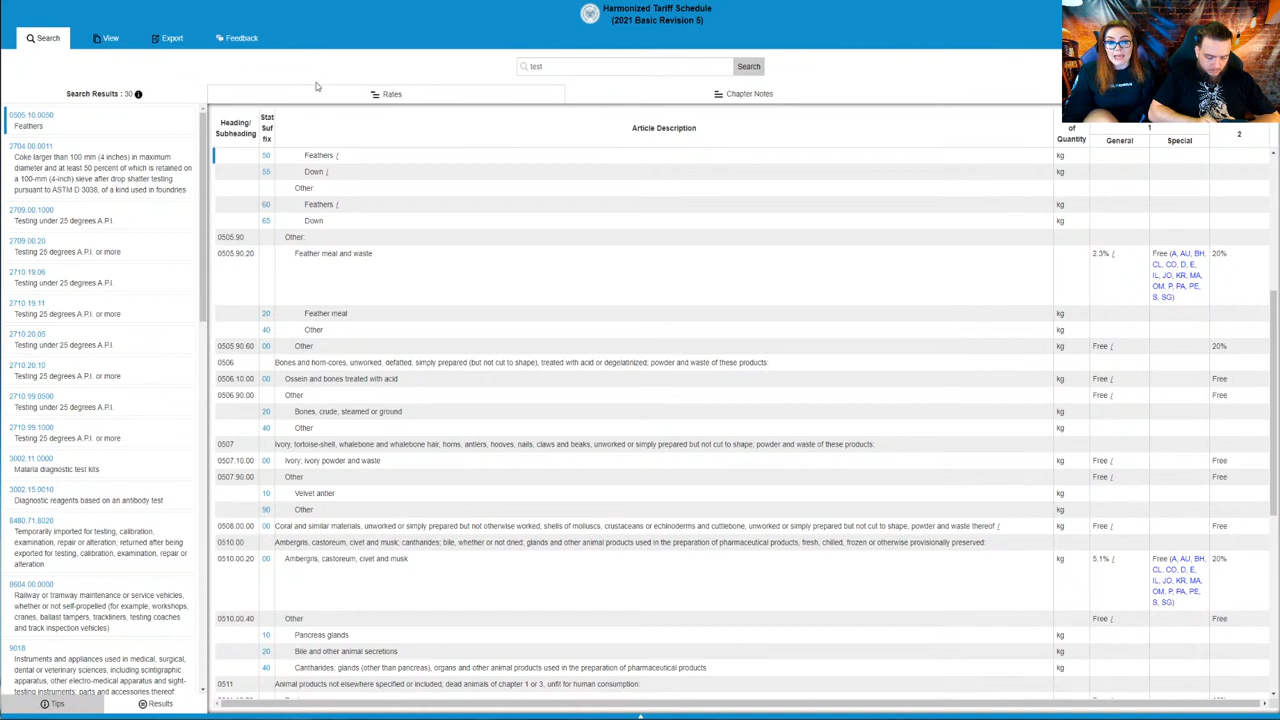 Harmonized Tariff Schedule
(2021 Basic Revision 5)
Search View Export Feedback
test Search
Search Results : 30
Rates Chapter Notes
0505.10.0050
Feathers
2704.00.0011
Coke larger than 100 mm (4 inches) in maximum
diameter and at least 50 percent of which is retained on
a 100-mm (4-inch) sieve after drop shatter testing
pursuant to ASTM D 3038, of a kind used in foundries
2709.00.1000
Testing under 25 degrees A.P.I.
2709.00.20
Testing 25 degrees A.P.I. or more
2710.19.06
Testing 25 degrees A.P.I. or more
2710.19.11
Testing 25 degrees A.P.I. or more
2710.20.05
Testing 25 degrees A.P.I. or more
2710.20.10
Testing 25 degrees A.P.I. or more
2710.99.0500
Testing under 25 degrees A.P.I.
2710.99.1000
Testing 25 degrees A.P.I. or more
3002.11.0000
Malaria diagnostic test kits
3002.15.0010
Diagnostic reagents based on an antibody test
8480.71.8020
Temporarily imported for testing, calibration,
examination, repair or alteration; returned after being
exported for testing, calibration, examination, repair or
alteration
8604.00.0000
Railway or tramway maintenance or service vehicles,
whether or not self-propelled (for example, workshops,
cranes, ballast tampers, trackliners, testing coaches
and track inspection vehicles)
9018
Instruments and appliances used in medical, surgical,
dental or veterinary sciences, including scintigraphic
apparatus, other electro-medical apparatus and sight-
testing instruments; parts and accessories thereof:
Tips Results
Heading/
Subheading
Stat
Suf
fix
Article Description
of
Quantity
1
General Special
2
50 Feathers [/ kg
55 Down [/ kg
Other:
60 Feathers [/ kg
65 Down kg
0505.90 Other:
0505.90.20 Feather meal and waste 2.3% [/ Free (A, AU, BH, 20%
CL, CO, D, E,
IL, JO, KR, MA,
OM, P, PA, PE,
S, SG)
20 Feather meal kg
40 Other kg
0505.90.60 00 Other kg Free [/ 20%
0506 Bones and horn-cores, unworked, defatted, simply prepared (but not cut to shape), treated with acid or degelatinized; powder and waste of these products:
0506.10.00 00 Ossein and bones treated with acid kg Free [/ Free
0506.90.00 Other Free [/ Free
20 Bones, crude, steamed or ground kg
40 Other kg
0507 Ivory, tortoise-shell, whalebone and whalebone hair, horns, antlers, hooves, nails, claws and beaks, unworked or simply prepared but not cut to shape; powder and waste of these products:
0507.10.00 00 Ivory; ivory powder and waste kg Free [/ Free
0507.90.00 Other Free [/ Free
10 Velvet antler kg
90 Other kg
0508.00.00 00 Coral and similar materials, unworked or simply prepared but not otherwise worked; shells of molluscs, crustaceans or echinoderms and cuttlebone, unworked or simply prepared but not cut to shape, powder and waste thereof [/ kg Free [/ Free
0510.00 Ambergris, castoreum, civet and musk; cantharides; bile, whether or not dried; glands and other animal products used in the preparation of pharmaceutical products, fresh, chilled, frozen or otherwise provisionally preserved:
0510.00.20 00 Ambergris, castoreum, civet and musk kg 5.1% [/ Free (A, AU, BH, 20%
CL, CO, D, E,
IL, JO, KR, MA,
OM, P, PA, PE,
S, SG)
0510.00.40 Other Free [/ Free
10 Pancreas glands kg
20 Bile and other animal secretions kg
40 Cantharides; glands (other than pancreas), organs and other animal products used in the preparation of pharmaceutical products kg
0511 Animal products not elsewhere specified or included; dead animals of chapter 1 or 3, unfit for human consumption: